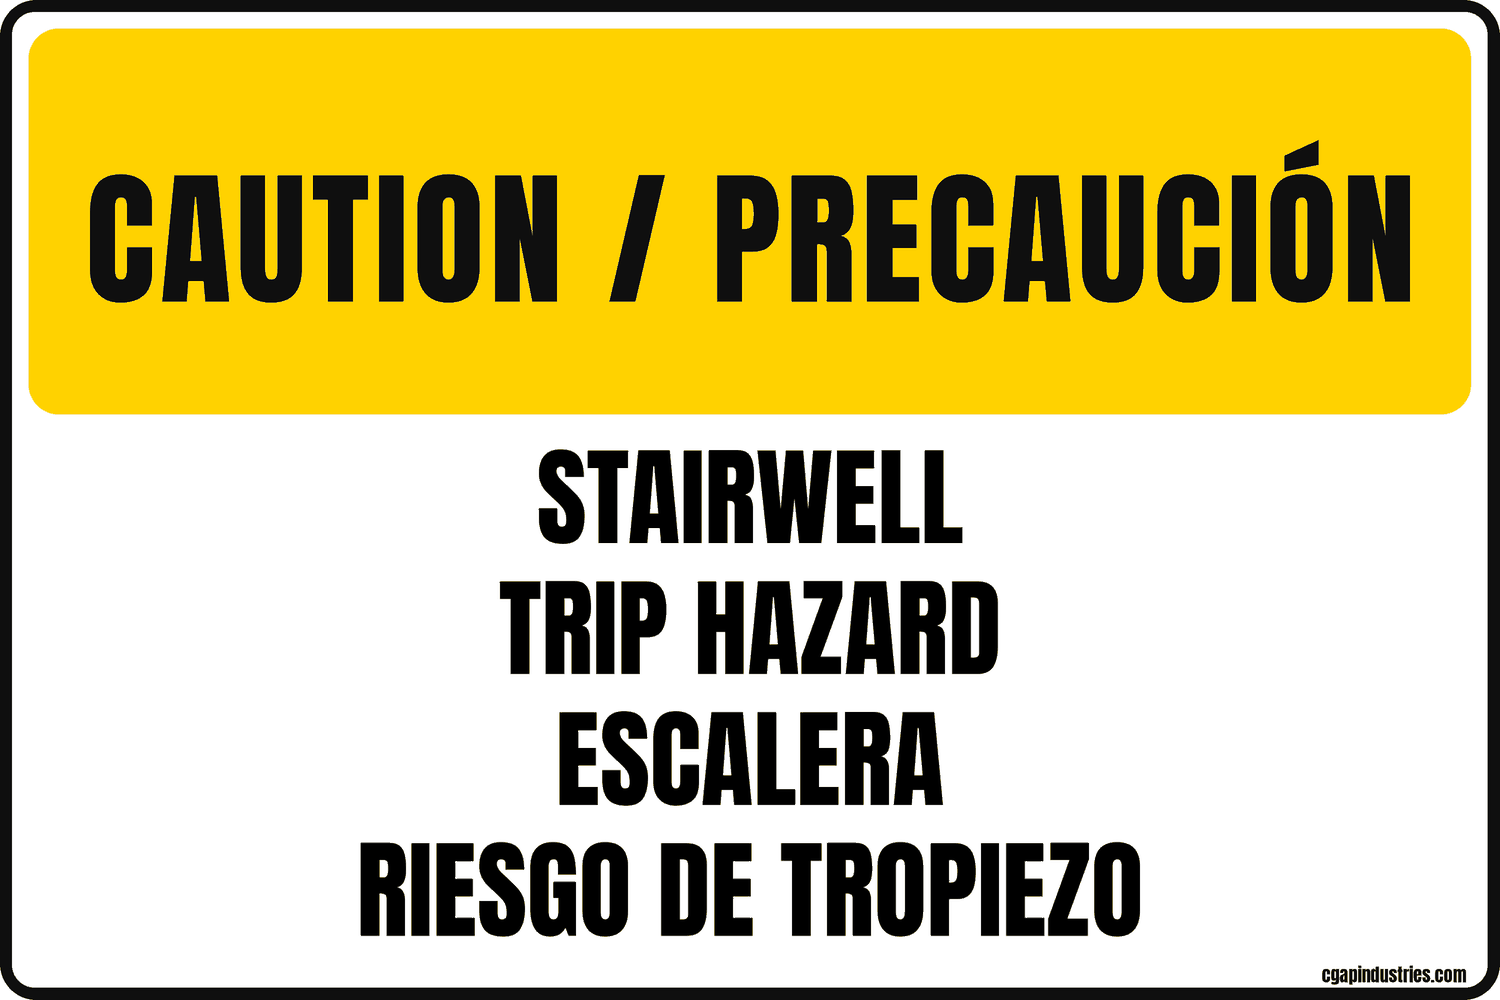 CAUTION / PRECAUCIÓN
STAIRWELL
TRIP HAZARD
ESCALERA
RIESGO DE TROPIEZO
cgapindustries.com